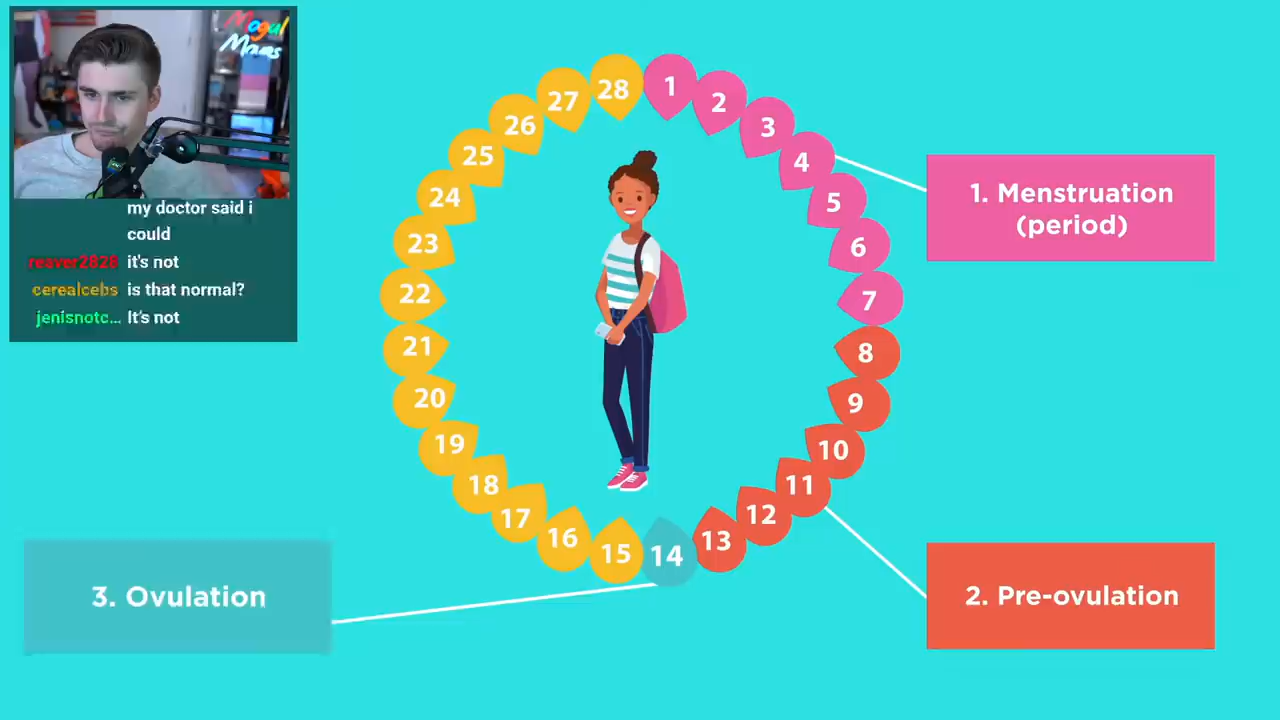 Mogul
Moves
my doctor said i
could
reaver2828 it's not
cerealcebs is that normal?
jenisnotc... It's not
1
2
3
4
5
6
7
8
9
10
11
12
13
14
15
16
17
18
19
20
21
22
23
24
25
26
27
28
1. Menstruation
(period)
2. Pre-ovulation
3. Ovulation